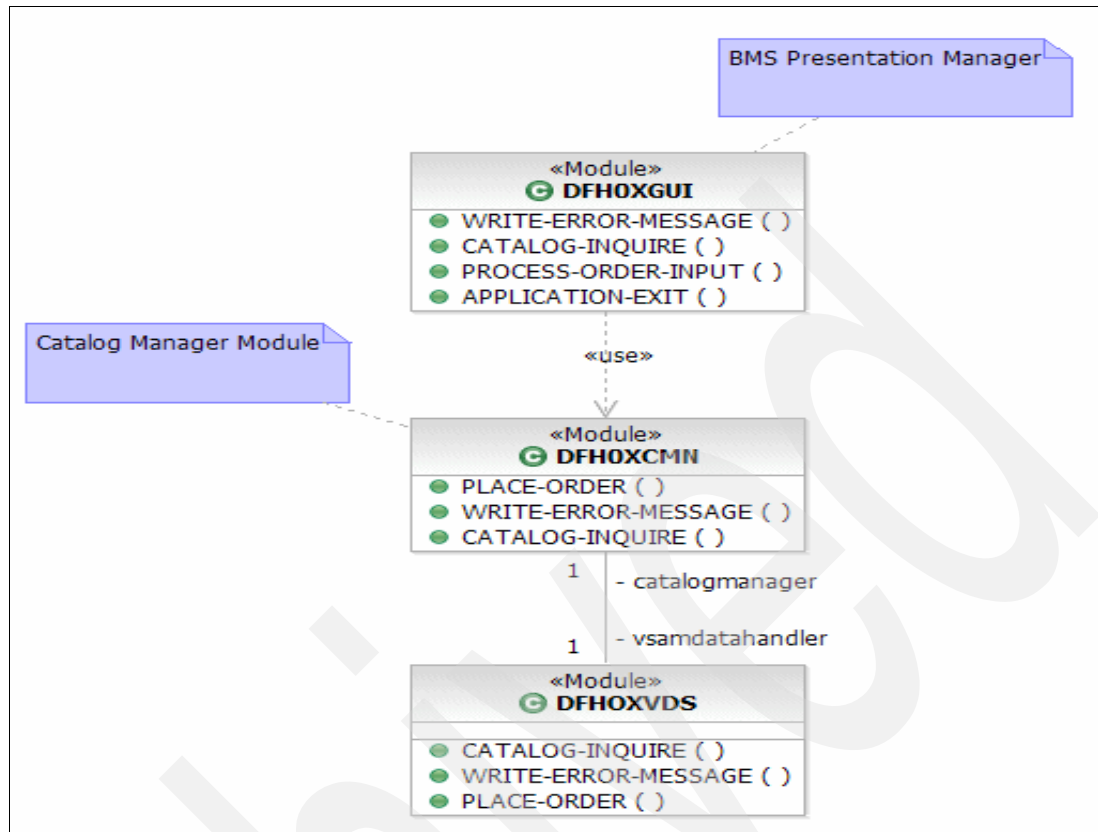 BMS Presentation Manager
«Module»
DFH0XGUI
WRITE-ERROR-MESSAGE ( )
CATALOG-INQUIRE ( )
PROCESS-ORDER-INPUT ( )
APPLICATION-EXIT ( )
Catalog Manager Module
«use»
«Module»
DFH0XCMN
PLACE-ORDER ( )
WRITE-ERROR-MESSAGE ( )
CATALOG-INQUIRE ( )
1
- catalogmanager
1
- vsamdatahandler
«Module»
DFHOXVDS
CATALOG-INQUIRE ( )
WRITE-ERROR-MESSAGE ( )
PLACE-ORDER ( )